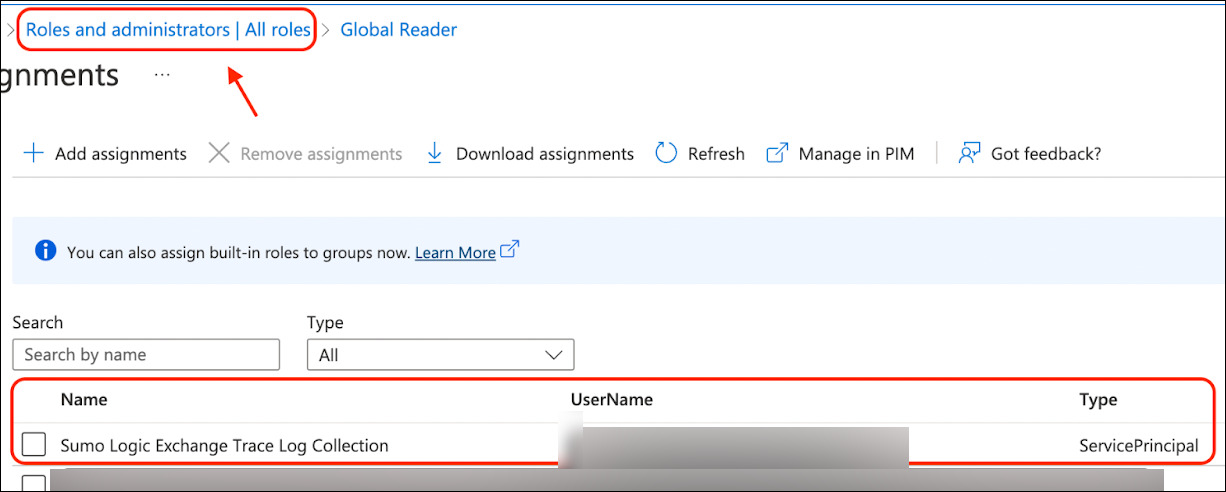 > Roles and administrators | All roles > Global Reader
gnments ...
Add assignments Remove assignments Download assignments Refresh Manage in PIM Got feedback?
You can also assign built-in roles to groups now. Learn More
Search Type
Search by name All
Name UserName Type
Sumo Logic Exchange Trace Log Collection ServicePrincipal